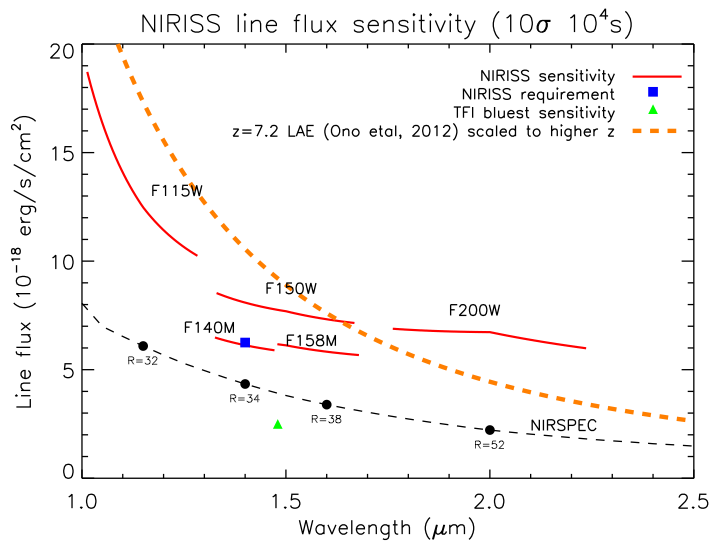 NIRISS line flux sensitivity (10σ 10⁴s)
20
15
10
5
0
Line flux (10⁻¹⁸ erg/s/cm²)
NIRISS sensitivity
NIRISS requirement
TFI bluest sensitivity
z=7.2 LAE (Ono etal, 2012) scaled to higher z
F115W
F150W
F200W
F140M
F158M
R=32
R=34
R=38
R=52
NIRSPEC
1.0
1.5
2.0
2.5
Wavelength (μm)